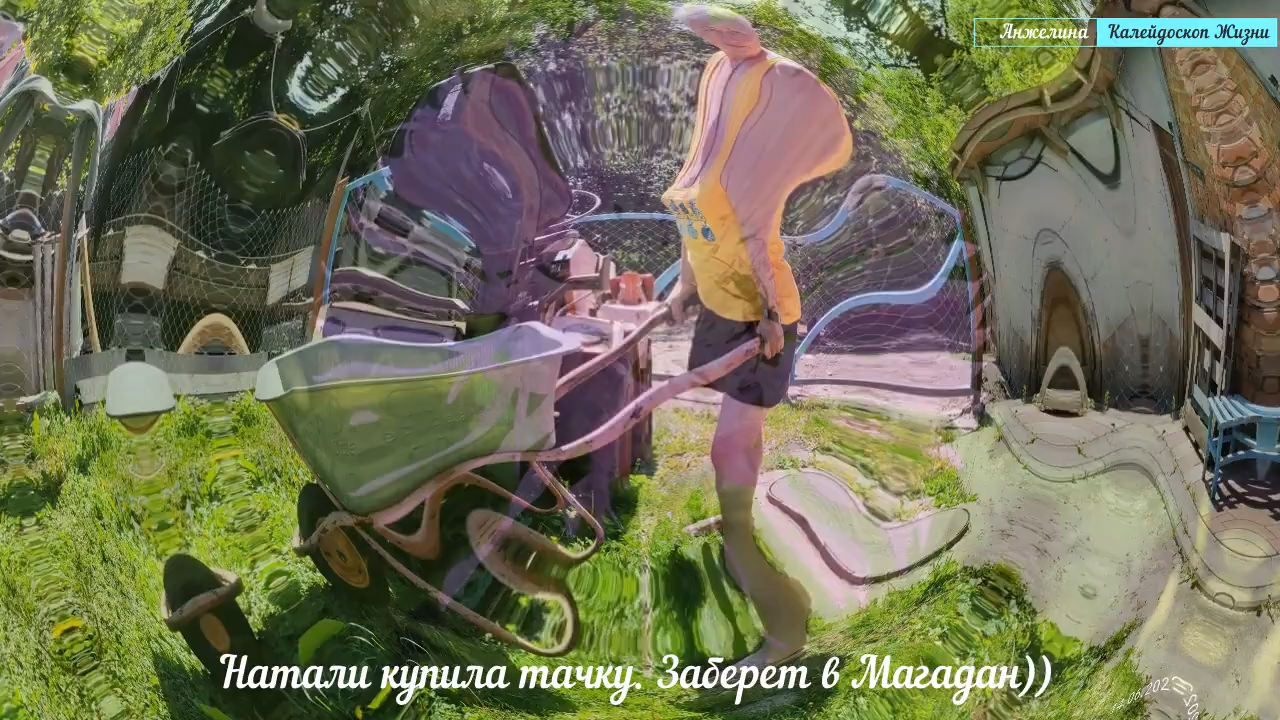 Анжелина Калейдоскоп Жизни
Натали купила тачку. Заберет в Магадан))